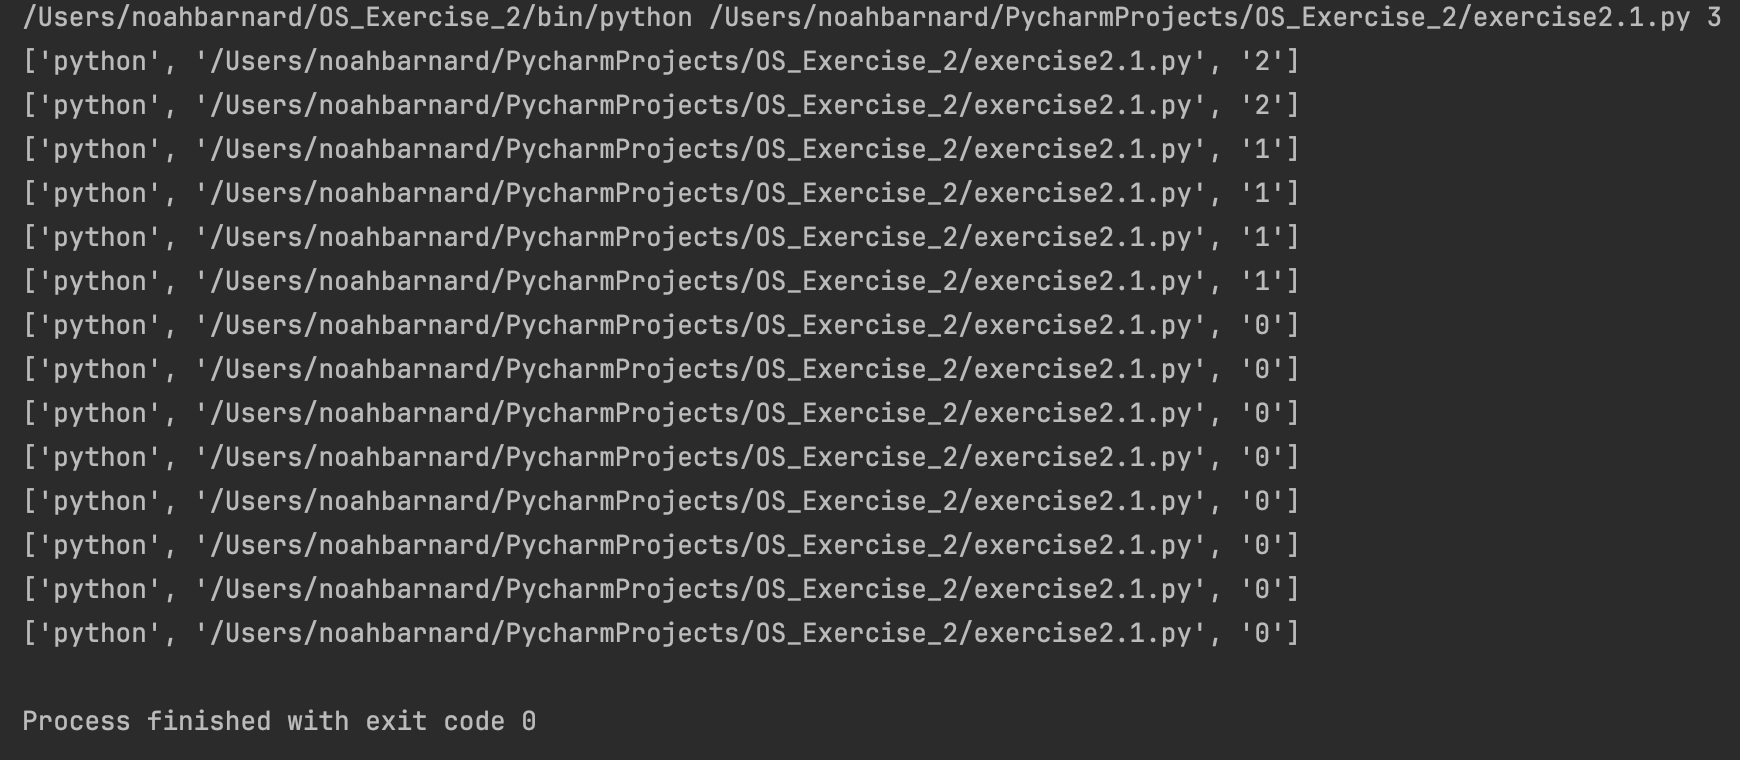 /Users/noahbarnard/OS_Exercise_2/bin/python /Users/noahbarnard/PycharmProjects/OS_Exercise_2/exercise2.1.py 3
['python', '/Users/noahbarnard/PycharmProjects/OS_Exercise_2/exercise2.1.py', '2']
['python', '/Users/noahbarnard/PycharmProjects/OS_Exercise_2/exercise2.1.py', '2']
['python', '/Users/noahbarnard/PycharmProjects/OS_Exercise_2/exercise2.1.py', '1']
['python', '/Users/noahbarnard/PycharmProjects/OS_Exercise_2/exercise2.1.py', '1']
['python', '/Users/noahbarnard/PycharmProjects/OS_Exercise_2/exercise2.1.py', '1']
['python', '/Users/noahbarnard/PycharmProjects/OS_Exercise_2/exercise2.1.py', '1']
['python', '/Users/noahbarnard/PycharmProjects/OS_Exercise_2/exercise2.1.py', '0']
['python', '/Users/noahbarnard/PycharmProjects/OS_Exercise_2/exercise2.1.py', '0']
['python', '/Users/noahbarnard/PycharmProjects/OS_Exercise_2/exercise2.1.py', '0']
['python', '/Users/noahbarnard/PycharmProjects/OS_Exercise_2/exercise2.1.py', '0']
['python', '/Users/noahbarnard/PycharmProjects/OS_Exercise_2/exercise2.1.py', '0']
['python', '/Users/noahbarnard/PycharmProjects/OS_Exercise_2/exercise2.1.py', '0']
['python', '/Users/noahbarnard/PycharmProjects/OS_Exercise_2/exercise2.1.py', '0']
['python', '/Users/noahbarnard/PycharmProjects/OS_Exercise_2/exercise2.1.py', '0']
Process finished with exit code 0